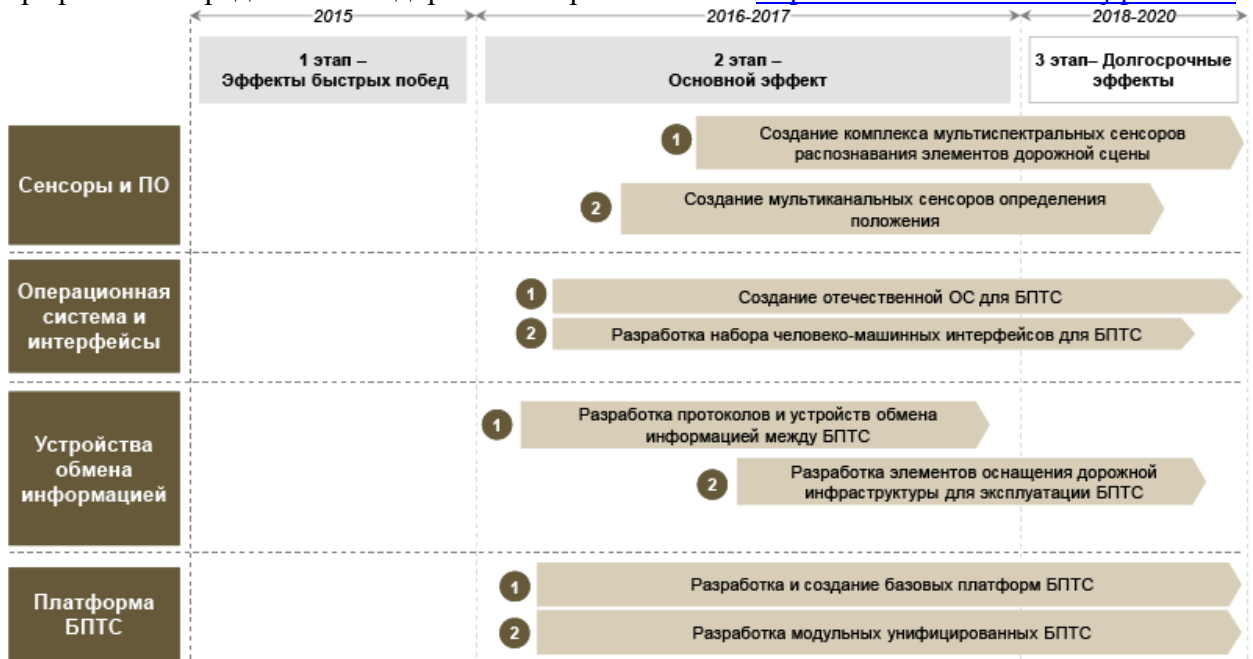 2015
2016-2017
2018-2020
1 этап –
Эффекты быстрых побед
2 этап –
Основной эффект
3 этап– Долгосрочные
эффекты
Сенсоры и ПО
1
Создание комплекса мультиспектральных сенсоров
распознавания элементов дорожной сцены
2
Создание мультиканальных сенсоров определения
положения
Операционная
система и
интерфейсы
1
Создание отечественной ОС для БПТС
2
Разработка набора человеко-машинных интерфейсов для БПТС
Устройства
обмена
информацией
1
Разработка протоколов и устройств обмена
информацией между БПТС
2
Разработка элементов оснащения дорожной
инфраструктуры для эксплуатации БПТС
Платформа
БПТС
1
Разработка и создание базовых платформ БПТС
2
Разработка модульных унифицированных БПТС